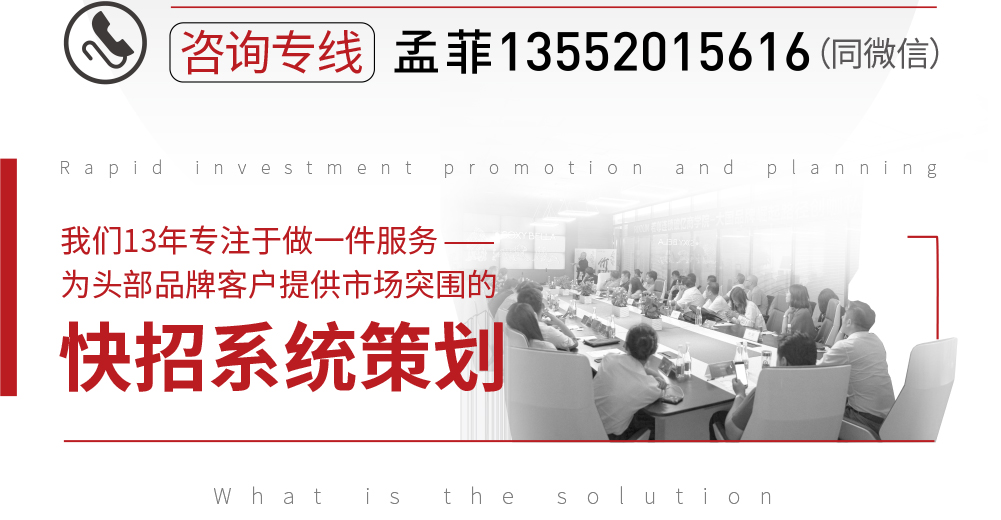 咨询专线 孟菲13552015616(同微信)
Rapid investment promotion and planning
我们13年专注于做一件服务 ——
为头部品牌客户提供市场突围的
快招系统策划
What is the solution